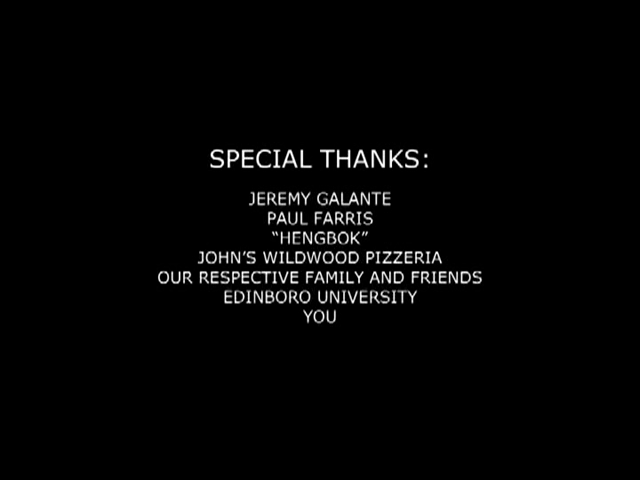 SPECIAL THANKS:
JEREMY GALANTE
PAUL FARRIS
“HENGBOK”
JOHN’S WILDWOOD PIZZERIA
OUR RESPECTIVE FAMILY AND FRIENDS
EDINBORO UNIVERSITY
YOU